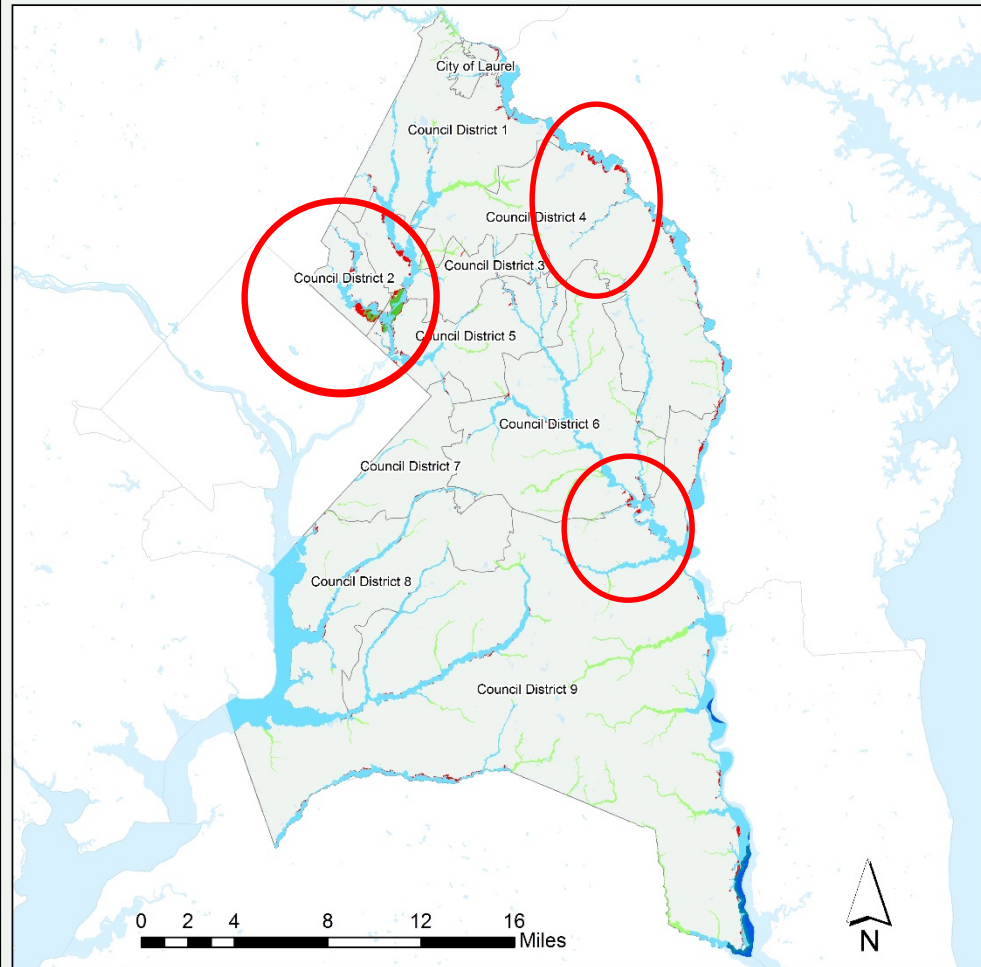 City of Laurel
Council District 1
Council District 4
Council District 3
Council District 2
Council District 5
Council District 6
Council District 7
Council District 8
Council District 9
0 2 4 8 12 16
Miles
N